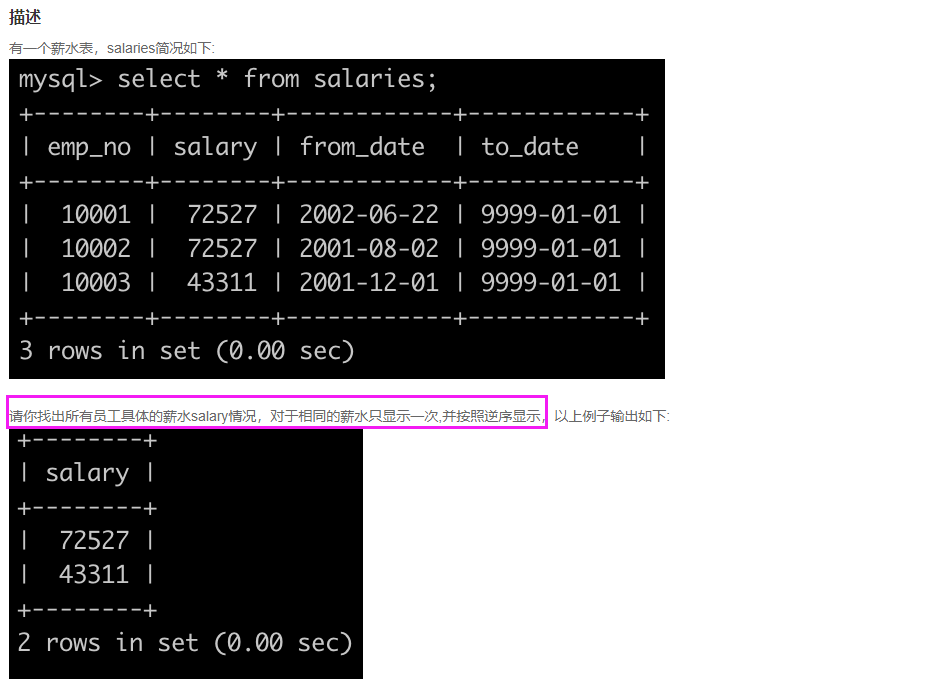 描述
有一个薪水表，salaries简况如下:
mysql> select * from salaries;
+--------+--------+------------+------------+
| emp_no | salary | from_date  | to_date    |
+--------+--------+------------+------------+
|  10001 |  72527 | 2002-06-22 | 9999-01-01 |
|  10002 |  72527 | 2001-08-02 | 9999-01-01 |
|  10003 |  43311 | 2001-12-01 | 9999-01-01 |
+--------+--------+------------+------------+
3 rows in set (0.00 sec)
请你找出所有员工具体的薪水salary情况，对于相同的薪水只显示一次,并按照逆序显示，以上例子输出如下:
+--------+
| salary |
+--------+
|  72527 |
|  43311 |
+--------+
2 rows in set (0.00 sec)